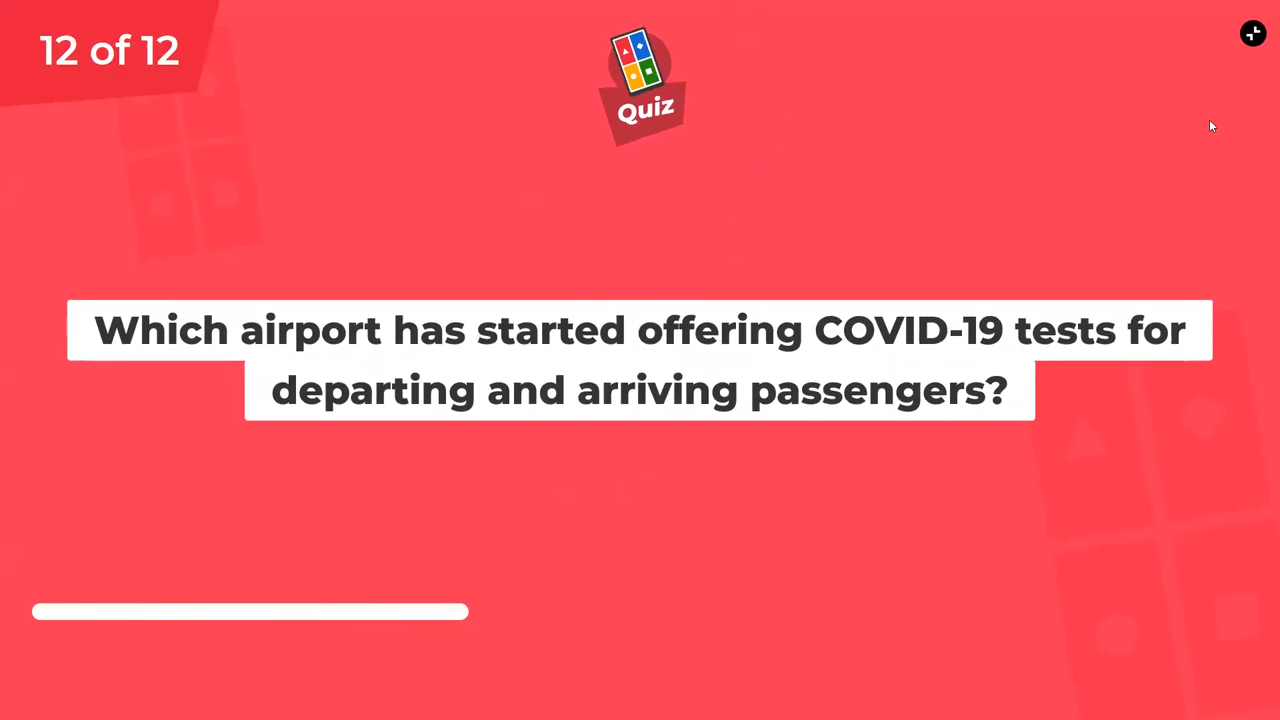 12 of 12
Quiz
Which airport has started offering COVID-19 tests for
departing and arriving passengers?